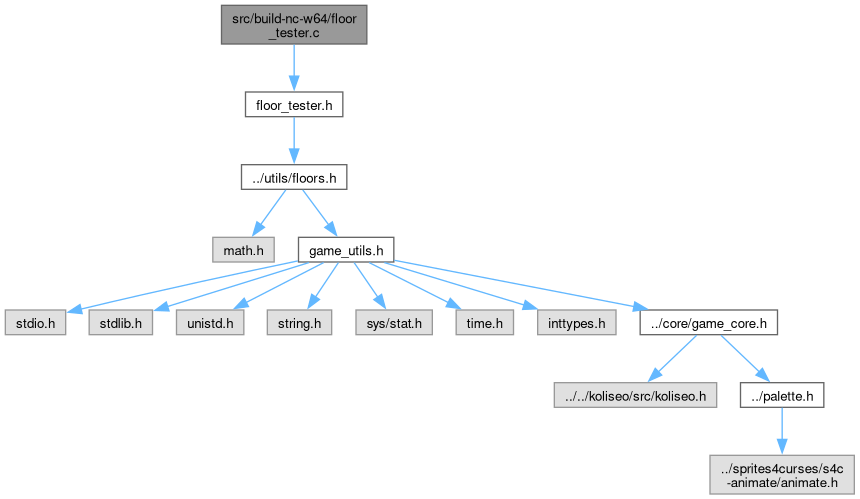 src/build-nc-w64/floor
_tester.c
floor_tester.h
../utils/floors.h
math.h
game_utils.h
stdio.h
stdlib.h
unistd.h
string.h
sys/stat.h
time.h
inttypes.h
../core/game_core.h
../../koliseo/src/koliseo.h
../palette.h
../sprites4curses/s4c
-animate/animate.h